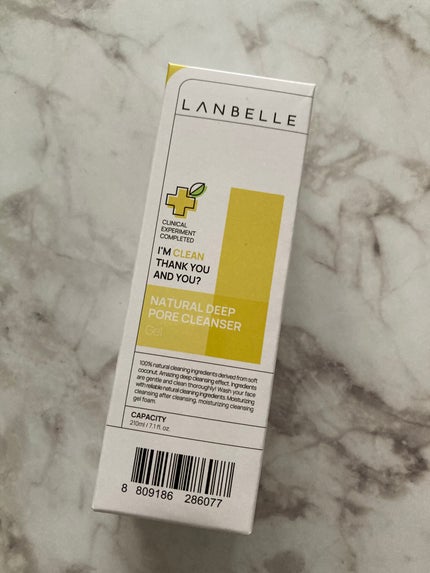 LANBELLE
CLINICAL
EXPERIMENT
COMPLETED
I'M CLEAN
THANK YOU
AND YOU?
NATURAL DEEP
PORE CLEANSER
Gel
100% natural cleaning ingredients derived from soft
coconut. Amazing deep cleansing effect. Ingredients
are gentle and clean thoroughly! Wash your face
with reliable natural cleaning ingredients. Moisturizing
cleansing after cleansing, moisturizing cleansing
gel foam.
CAPACITY
210ml / 7.1 fl. oz.
8 809186 286077